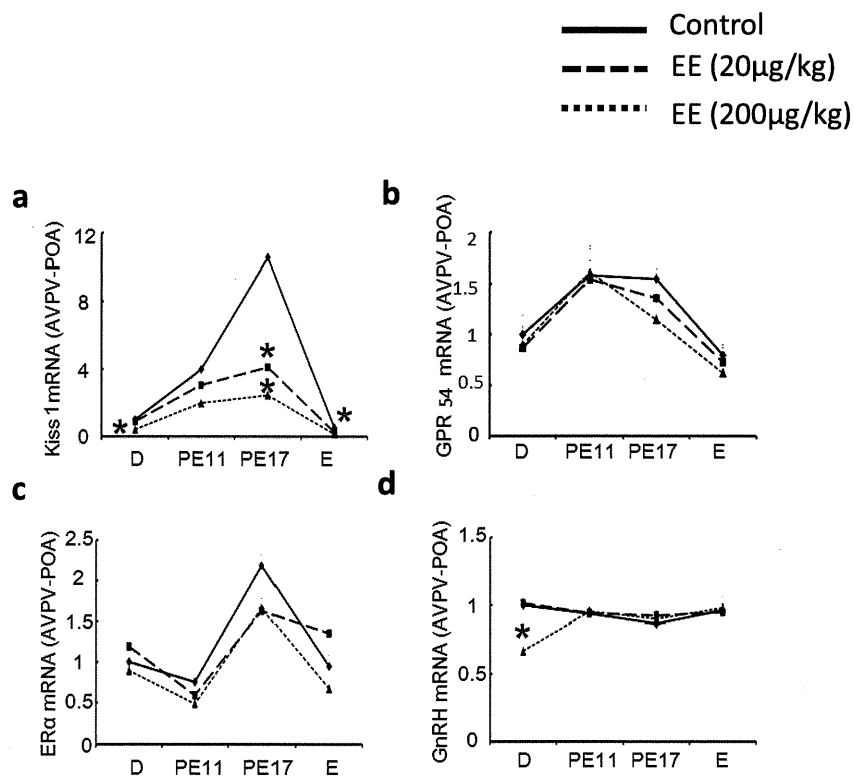 Control
EE (20µg/kg)
EE (200µg/kg)
a
Kiss 1 mRNA (AVPV-POA)
12
8
4
0
*
*
*
*
D PE11 PE17 E
b
GPR 54 mRNA (AVPV-POA)
2
1.5
1
0.5
0
D PE11 PE17 E
c
ERα mRNA (AVPV-POA)
2.5
2
1.5
1
0.5
0
D PE11 PE17 E
d
GnRH mRNA (AVPV-POA)
1.5
1
0.5
0
*
D PE11 PE17 E